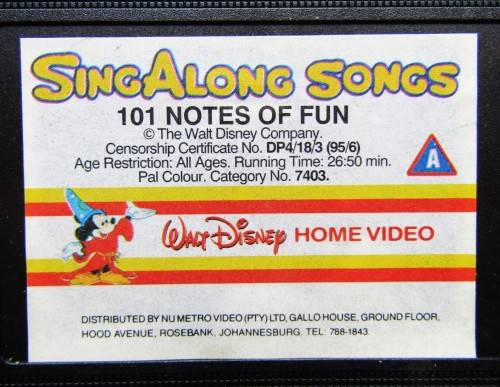 SING ALONG SONGS
101 NOTES OF FUN
© The Walt Disney Company.
Censorship Certificate No. DP4/18/3 (95/6)
Age Restriction: All Ages. Running Time: 26:50 min.
Pal Colour. Category No. 7403.
A
WALT DISNEY HOME VIDEO
DISTRIBUTED BY NU METRO VIDEO (PTY) LTD, GALLO HOUSE, GROUND FLOOR,
HOOD AVENUE, ROSEBANK, JOHANNESBURG. TEL: 788-1843